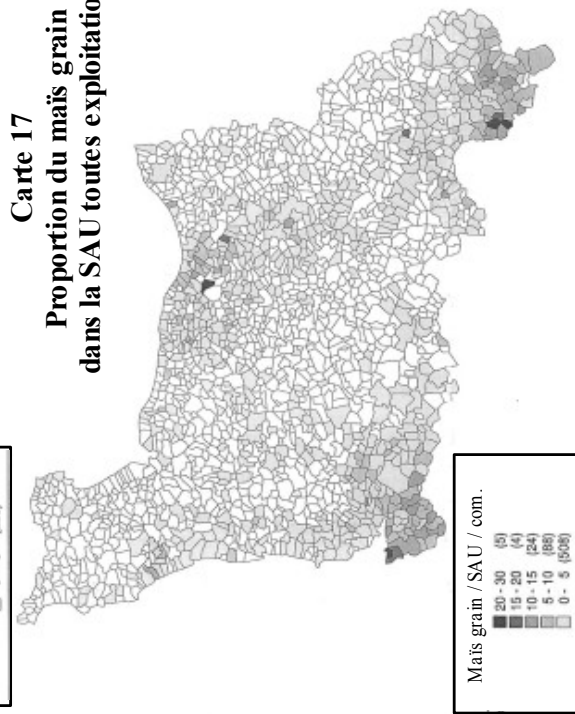 Carte 17
Proportion du maïs grain
dans la SAU toutes exploitatio
Maïs grain / SAU / com.
20 - 30 (5)
15 - 20 (4)
10 - 15 (24)
5 - 10 (88)
0 - 5 (508)